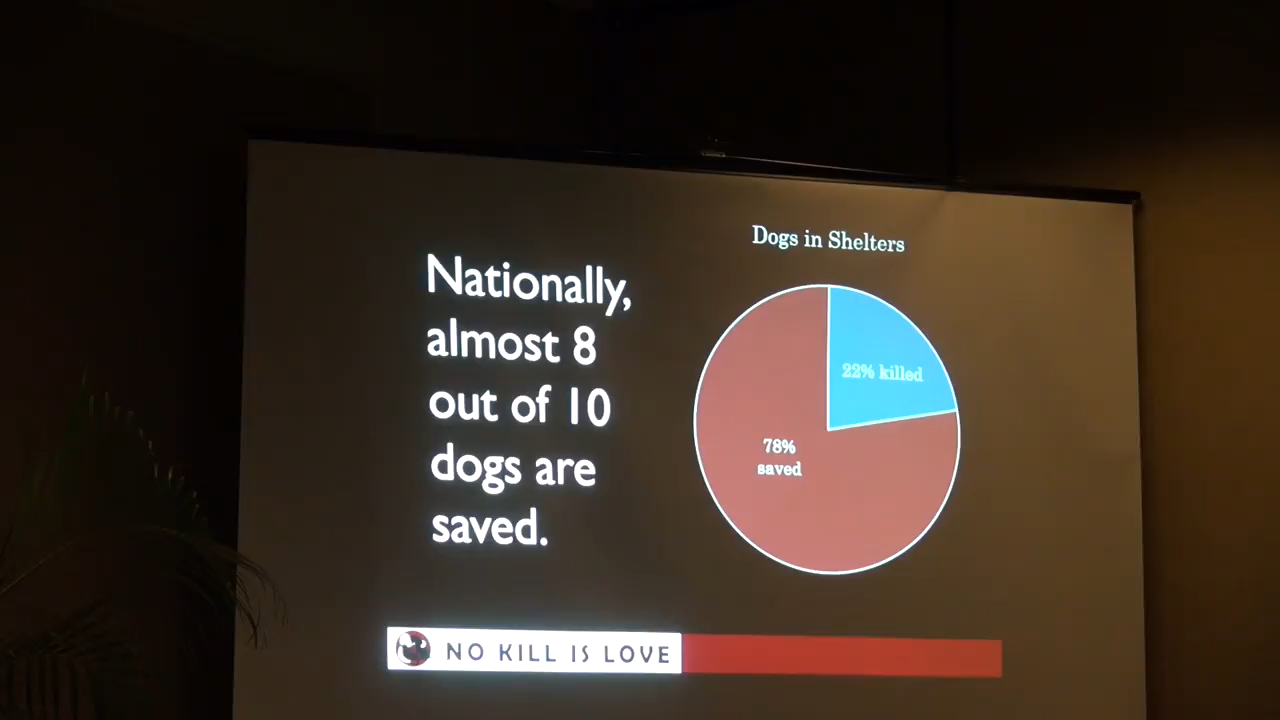 Nationally,
almost 8
out of 10
dogs are
saved.
Dogs in Shelters
22% killed
78%
saved
NO KILL IS LOVE